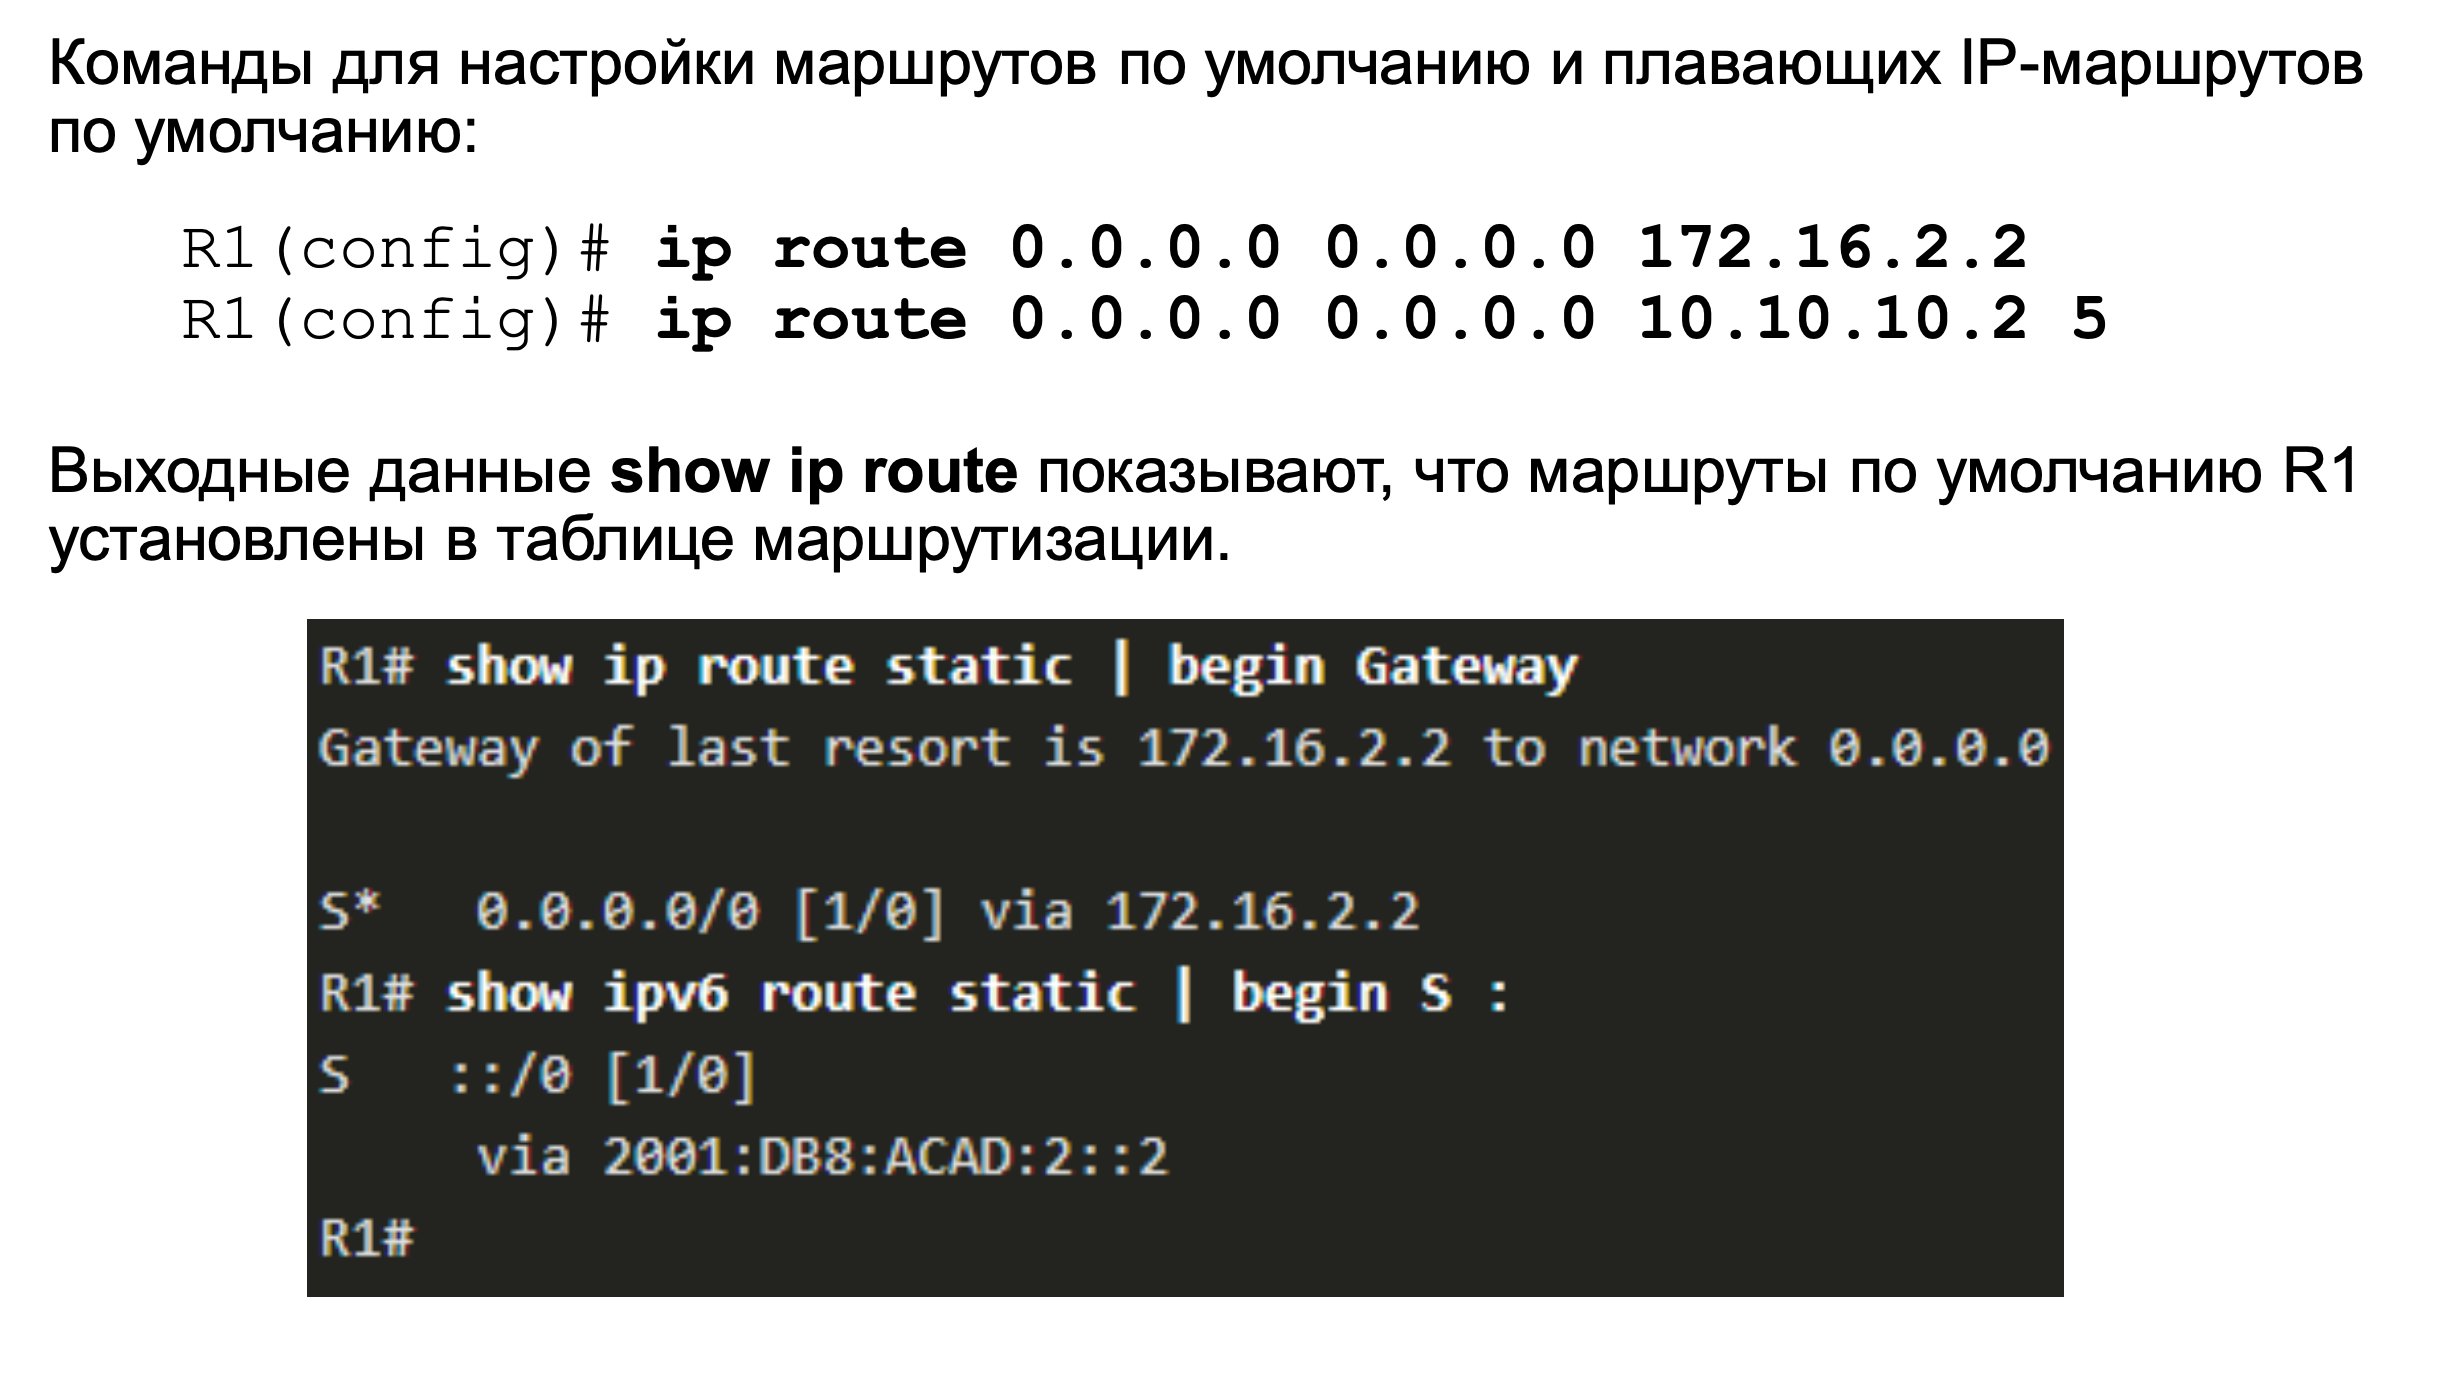 Команды для настройки маршрутов по умолчанию и плавающих IP-маршрутов
по умолчанию:
R1(config)# ip route 0.0.0.0 0.0.0.0 172.16.2.2
R1(config)# ip route 0.0.0.0 0.0.0.0 10.10.10.2 5
Выходные данные show ip route показывают, что маршруты по умолчанию R1
установлены в таблице маршрутизации.
R1# show ip route static | begin Gateway
Gateway of last resort is 172.16.2.2 to network 0.0.0.0
S*   0.0.0.0/0 [1/0] via 172.16.2.2
R1# show ipv6 route static | begin S :
S   ::/0 [1/0]
     via 2001:DB8:ACAD:2::2
R1#